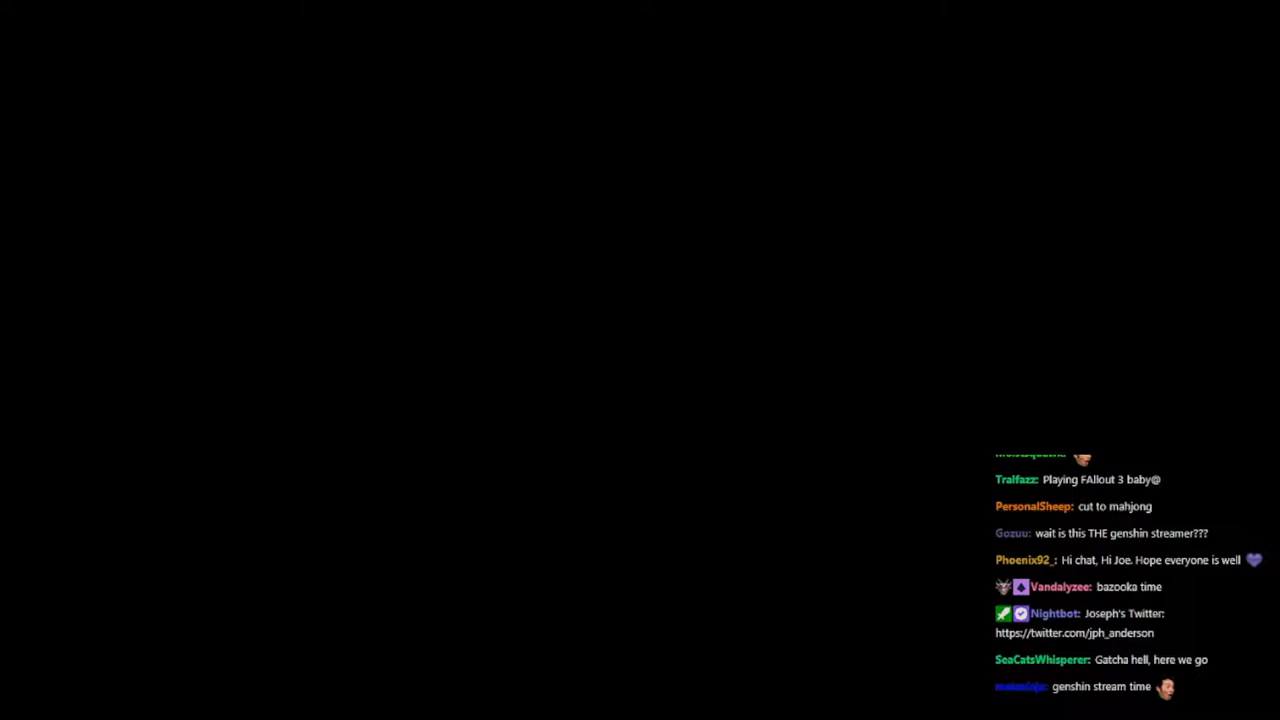 Tralfazz: Playing FAllout 3 baby@
PersonalSheep: cut to mahjong
Gozuu: wait is this THE genshin streamer???
Phoenix92_: Hi chat, Hi Joe. Hope everyone is well
Vandalyzee: bazooka time
Nightbot: Joseph's Twitter:
https://twitter.com/jph_anderson
SeaCatsWhisperer: Gatcha hell, here we go
genshin stream time